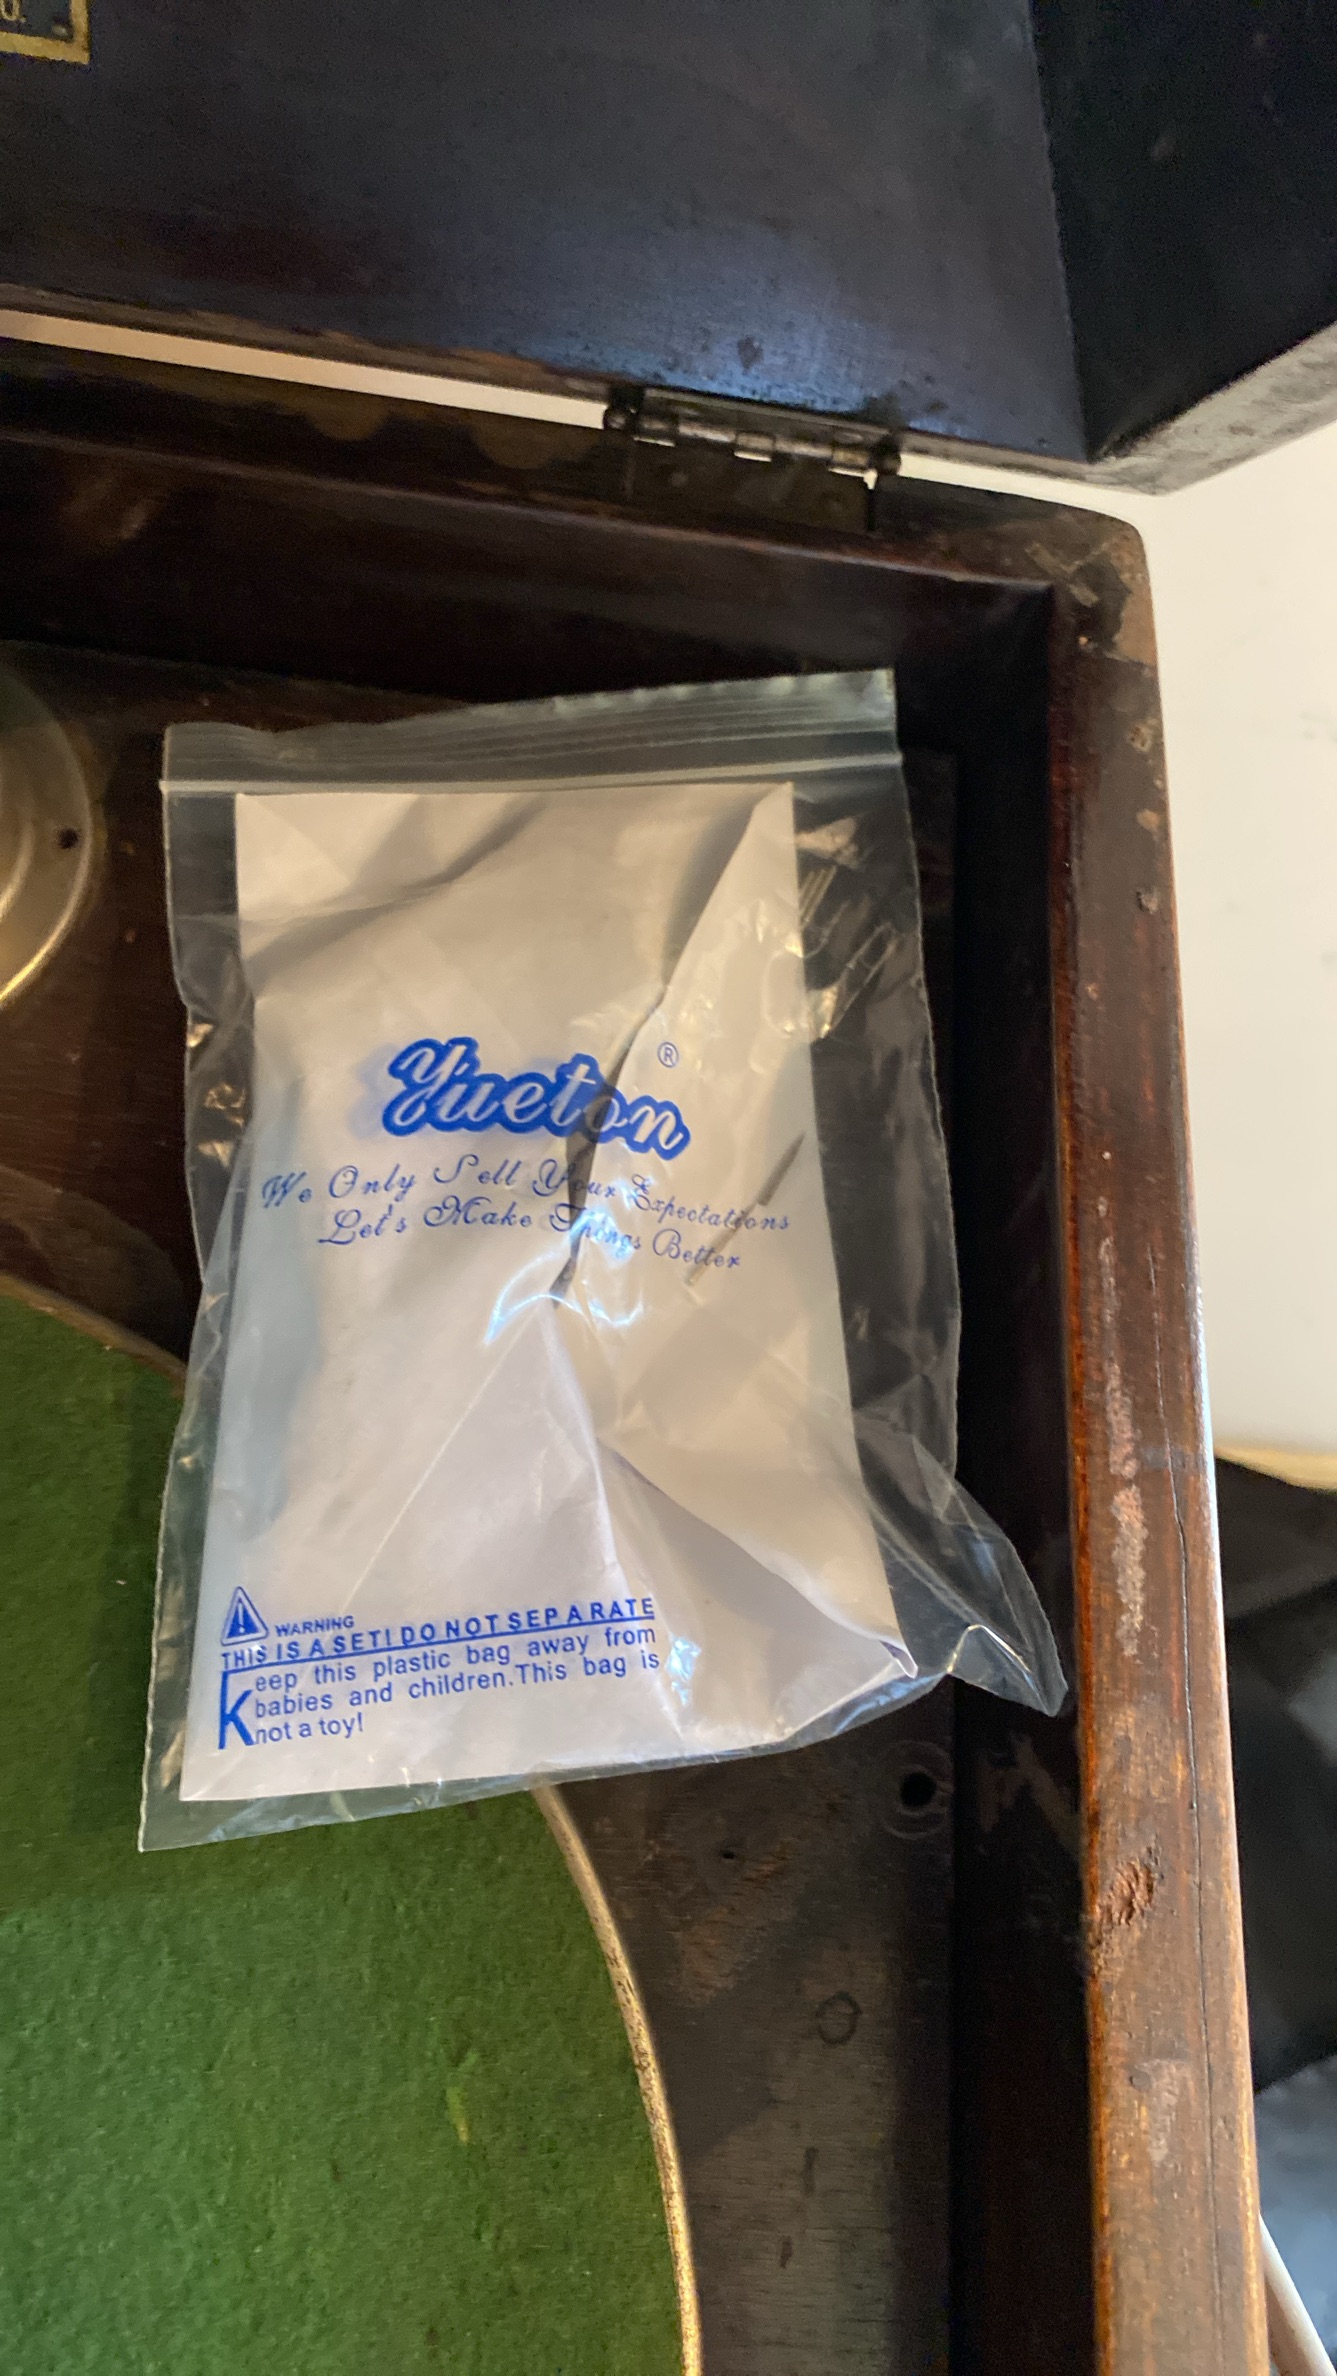 Yueton®
We Only Sell Your Expectations
Let's Make Things Better
WARNING
THIS IS A SET! DO NOT SEPARATE
Keep this plastic bag away from
babies and children.This bag is
not a toy!